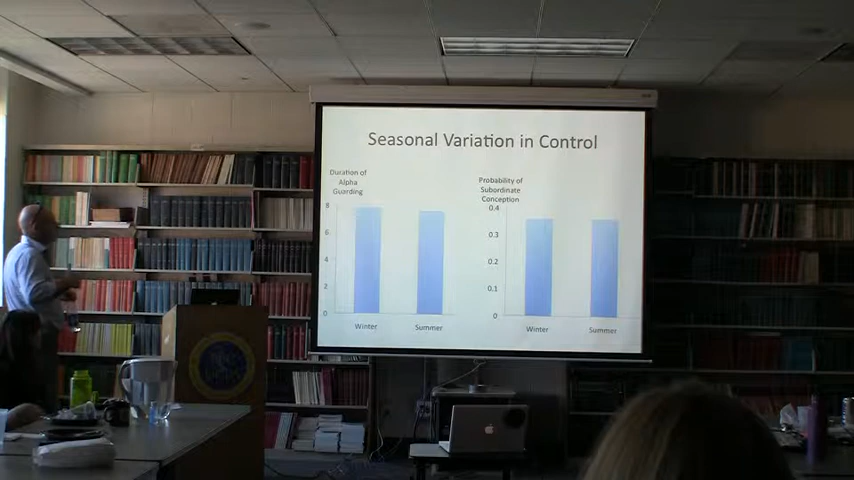 Seasonal Variation in Control
Duration of
Alpha
Guarding
8
6
4
2
0
Winter
Summer
Probability of
Subordinate
Conception
0.4
0.3
0.2
0.1
0
Winter
Summer